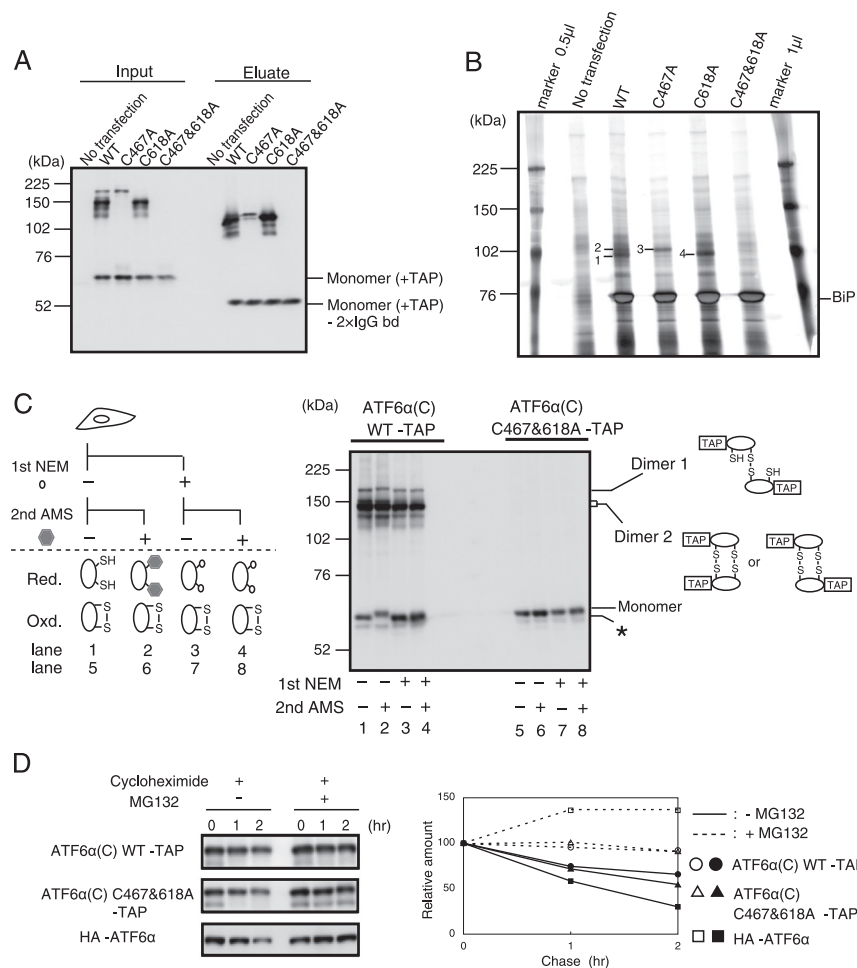 A
Input
Eluate
No transfection
WT
C467A
C618A
C467&618A
No transfection
WT
C467A
C618A
C467&618A
(kDa)
225
150
102
76
52
Monomer (+TAP)
Monomer (+TAP)
- 2×IgG bd
B
marker 0.5μl
No transfection
WT
C467A
C618A
C467&618A
marker 1μl
(kDa)
225
150
102
76
2
1
3
4
BiP
C
1st NEM
− +
2nd AMS
− + − +
Red.
SH
SH
Oxd.
S
S
S
S
S
S
S
S
lane 1 2 3 4
lane 5 6 7 8
(kDa)
ATF6α(C)
WT -TAP
ATF6α(C)
C467&618A -TAP
225
150
102
76
52
Dimer 1
Dimer 2
Monomer
*
1st NEM − − + + − − + +
2nd AMS − + − + − + − +
1 2 3 4 5 6 7 8
TAP
SH
S
S
SH
TAP
TAP
S S
S S
TAP
or
TAP
S S
S S
TAP
D
Cycloheximide + +
MG132 − +
0 1 2 0 1 2 (hr)
ATF6α(C) WT -TAP
ATF6α(C) C467&618A
-TAP
HA -ATF6α
Relative amount
150
100
50
0
0 1 2
Chase (hr)
: - MG132
: + MG132
ATF6α(C) WT -TA
ATF6α(C)
C467&618A -TAP
HA -ATF6α